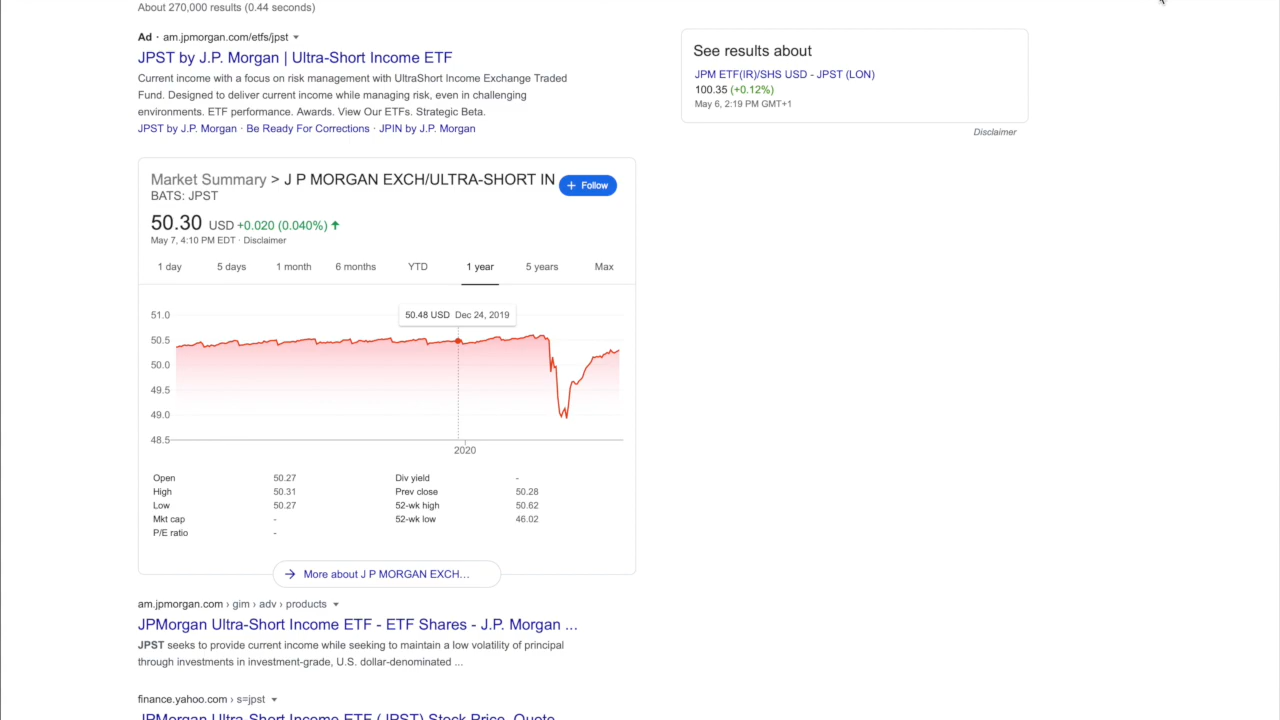 About 270,000 results (0.44 seconds)
Ad · am.jpmorgan.com/etfs/jpst
JPST by J.P. Morgan | Ultra-Short Income ETF
Current income with a focus on risk management with UltraShort Income Exchange Traded
Fund. Designed to deliver current income while managing risk, even in challenging
environments. ETF performance. Awards. View Our ETFs. Strategic Beta.
JPST by J.P. Morgan · Be Ready For Corrections · JPIN by J.P. Morgan
See results about
JPM ETF(IR)/SHS USD - JPST (LON)
100.35 (+0.12%)
May 6, 2:19 PM GMT+1
Disclaimer
Market Summary > J P MORGAN EXCH/ULTRA-SHORT IN
+ Follow
BATS: JPST
50.30 USD +0.020 (0.040%)
May 7, 4:10 PM EDT · Disclaimer
1 day 5 days 1 month 6 months YTD 1 year 5 years Max
50.48 USD Dec 24, 2019
51.0
50.5
50.0
49.5
49.0
48.5
2020
Open 50.27 Div yield -
High 50.31 Prev close 50.28
Low 50.27 52-wk high 50.62
Mkt cap - 52-wk low 46.02
P/E ratio -
More about J P MORGAN EXCH...
am.jpmorgan.com › gim › adv › products
JPMorgan Ultra-Short Income ETF - ETF Shares - J.P. Morgan ...
JPST seeks to provide current income while seeking to maintain a low volatility of principal
through investments in investment-grade, U.S. dollar-denominated ...
finance.yahoo.com › s=jpst
JPMorgan Ultra-Short Income ETF (JPST) Stock Price, Quote